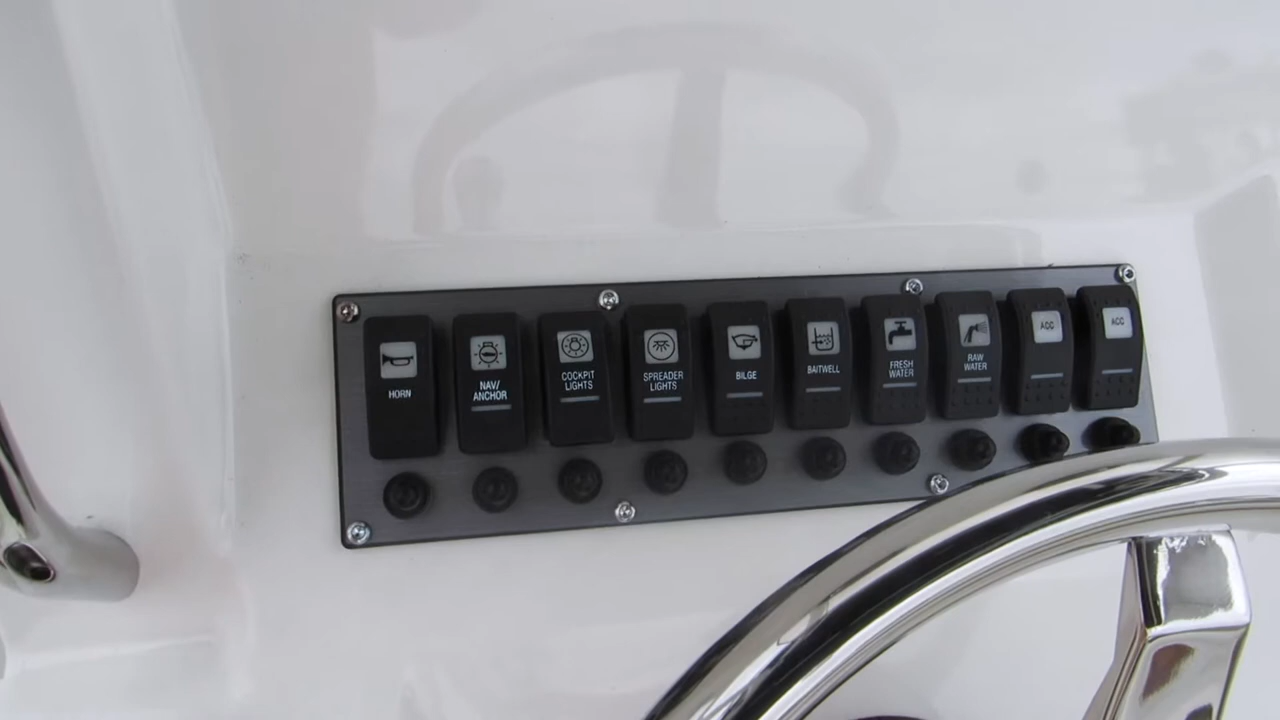 HORN
NAV/
ANCHOR
COCKPIT
LIGHTS
SPREADER
LIGHTS
BILGE
BAITWELL
FRESH
WATER
RAW
WATER
ACC
ACC